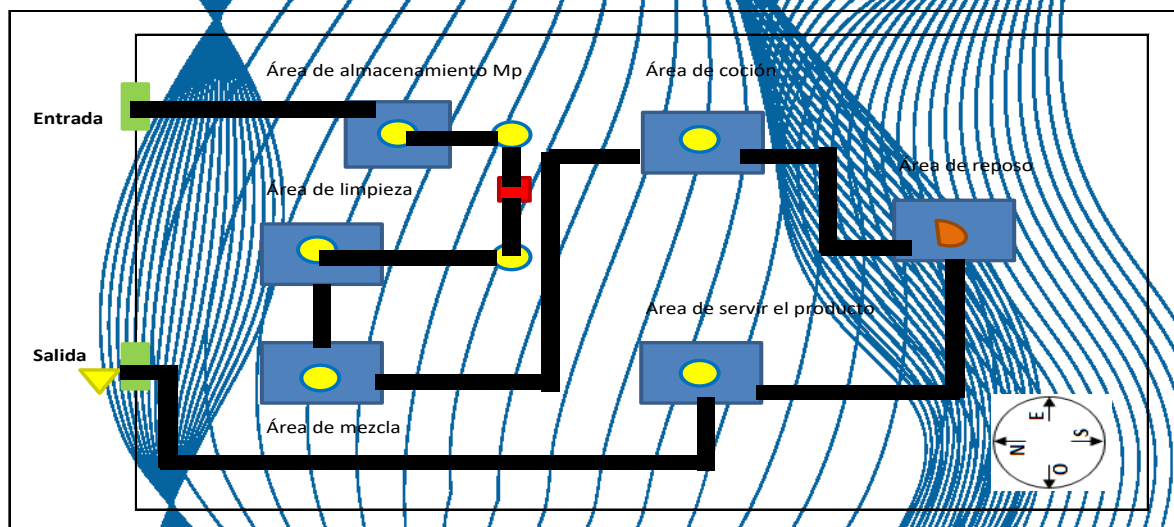 Área de almacenamiento Mp
Área de coción
Entrada
Área de reposo
Área de limpieza
Área de servir el producto
Salida
Área de mezcla
E
N
S
O